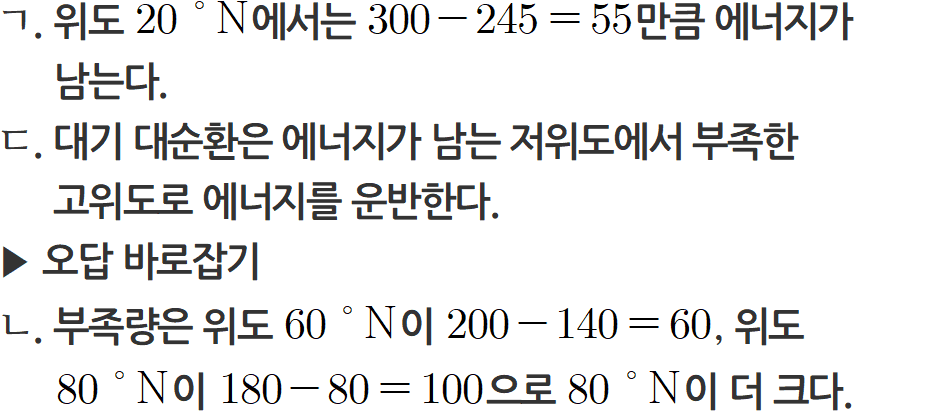 ㄱ. 위도 20 °N에서는 300-245=55만큼 에너지가
남는다.
ㄷ. 대기 대순환은 에너지가 남는 저위도에서 부족한
고위도로 에너지를 운반한다.
▶ 오답 바로잡기
ㄴ. 부족량은 위도 60 °N이 200-140=60, 위도
80 °N이 180-80=100으로 80 °N이 더 크다.